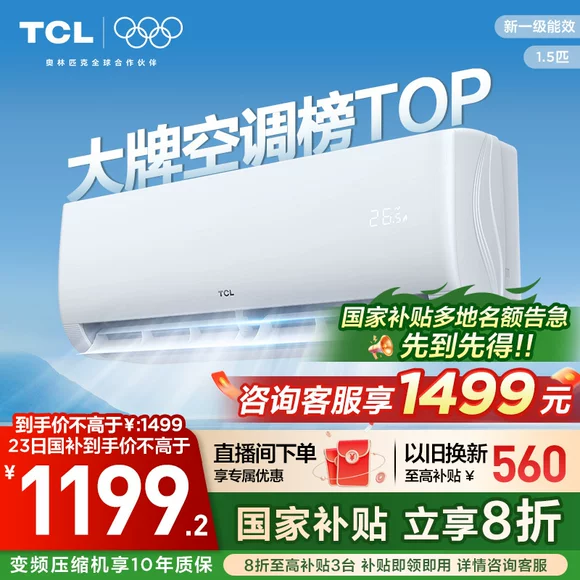 TCL
奥林匹克全球合作伙伴
新一级能效
1.5匹
大牌空调榜TOP
TCL
国家补贴多地名额告急
先到先得!!
咨询客服享1499元
到手价不高于¥:1499
23日国补到手价不高于
¥1199.2
直播间下单
享专属优惠
以旧换新
至高补贴¥560
国家补贴 立享8折
变频压缩机享10年质保
8折至高补贴3台 补贴即领即用 详情咨询客服